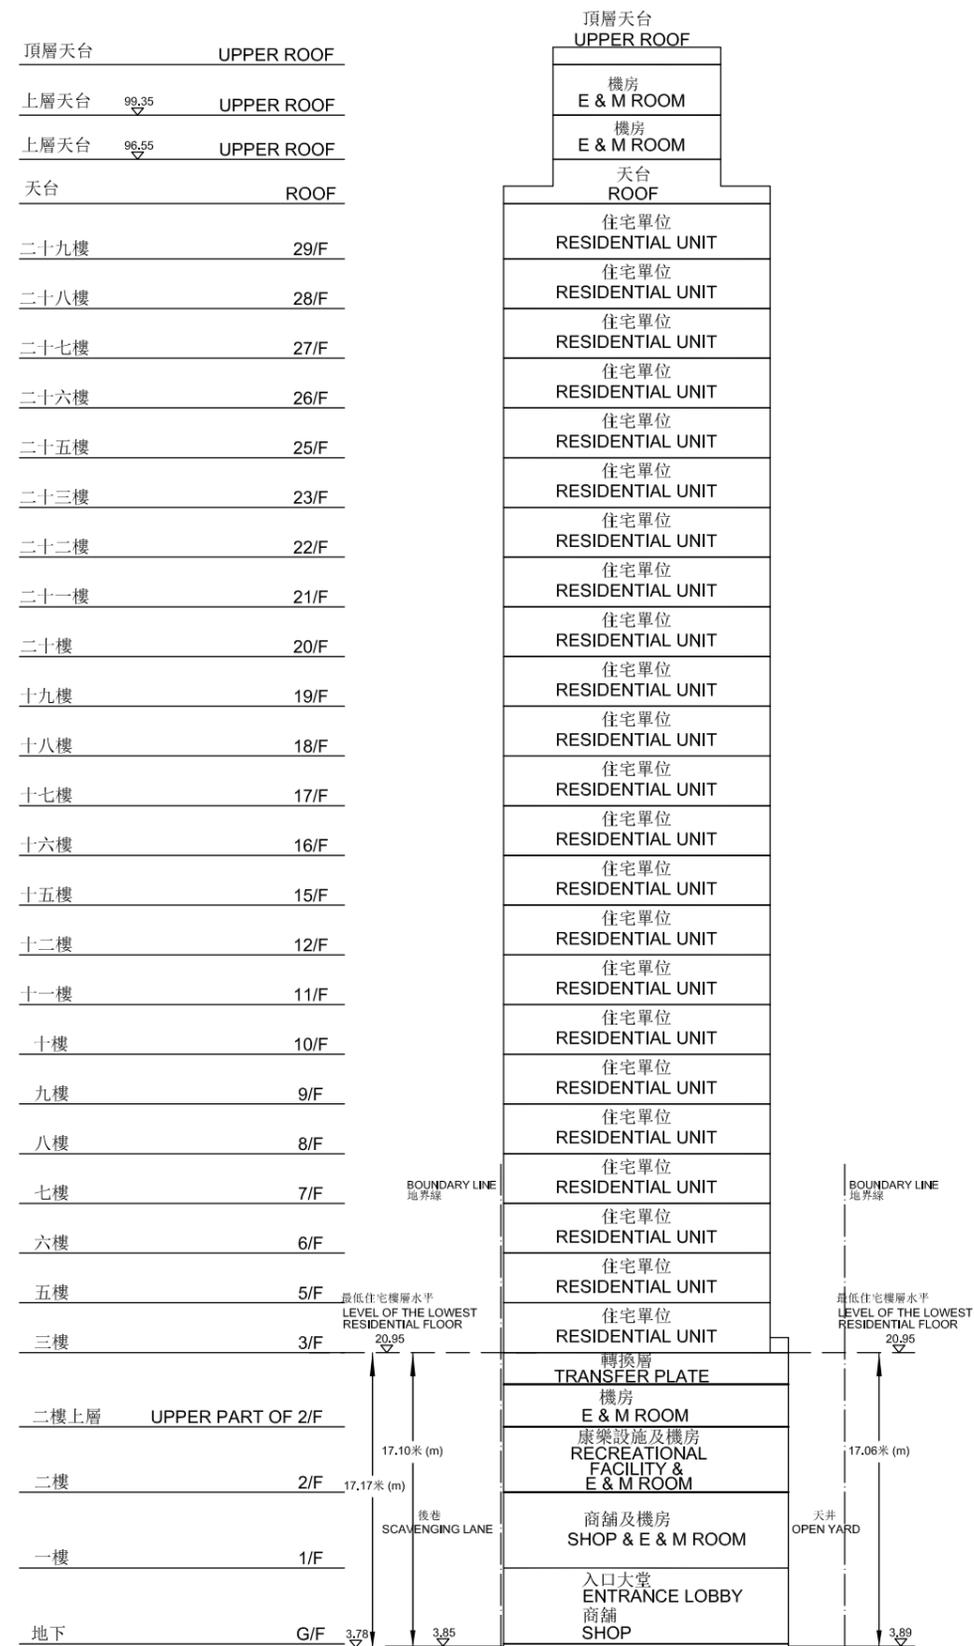 頂層天台
UPPER ROOF
頂層天台 UPPER ROOF
機房
E & M ROOM
上層天台 99.35 UPPER ROOF
機房
E & M ROOM
上層天台 96.55 UPPER ROOF
天台
ROOF
天台 ROOF
住宅單位
RESIDENTIAL UNIT
二十九樓 29/F
住宅單位
RESIDENTIAL UNIT
二十八樓 28/F
住宅單位
RESIDENTIAL UNIT
二十七樓 27/F
住宅單位
RESIDENTIAL UNIT
二十六樓 26/F
住宅單位
RESIDENTIAL UNIT
二十五樓 25/F
住宅單位
RESIDENTIAL UNIT
二十三樓 23/F
住宅單位
RESIDENTIAL UNIT
二十二樓 22/F
住宅單位
RESIDENTIAL UNIT
二十一樓 21/F
住宅單位
RESIDENTIAL UNIT
二十樓 20/F
住宅單位
RESIDENTIAL UNIT
十九樓 19/F
住宅單位
RESIDENTIAL UNIT
十八樓 18/F
住宅單位
RESIDENTIAL UNIT
十七樓 17/F
住宅單位
RESIDENTIAL UNIT
十六樓 16/F
住宅單位
RESIDENTIAL UNIT
十五樓 15/F
住宅單位
RESIDENTIAL UNIT
十二樓 12/F
住宅單位
RESIDENTIAL UNIT
十一樓 11/F
住宅單位
RESIDENTIAL UNIT
十樓 10/F
住宅單位
RESIDENTIAL UNIT
九樓 9/F
住宅單位
RESIDENTIAL UNIT
八樓 8/F
住宅單位
RESIDENTIAL UNIT
七樓 7/F
BOUNDARY LINE
地界線
BOUNDARY LINE
地界線
住宅單位
RESIDENTIAL UNIT
六樓 6/F
住宅單位
RESIDENTIAL UNIT
五樓 5/F
最低住宅樓層水平
LEVEL OF THE LOWEST
RESIDENTIAL FLOOR
20.95
住宅單位
RESIDENTIAL UNIT
最低住宅樓層水平
LEVEL OF THE LOWEST
RESIDENTIAL FLOOR
20.95
三樓 3/F
轉換層
TRANSFER PLATE
機房
E & M ROOM
二樓上層 UPPER PART OF 2/F
康樂設施及機房
RECREATIONAL
FACILITY &
E & M ROOM
17.10米 (m)
17.06米 (m)
二樓 2/F
17.17米 (m)
後巷
SCAVENGING LANE
商舖及機房
SHOP & E & M ROOM
天井
OPEN YARD
一樓 1/F
入口大堂
ENTRANCE LOBBY
商舖
SHOP
地下 G/F 3.78 3.85 3.89